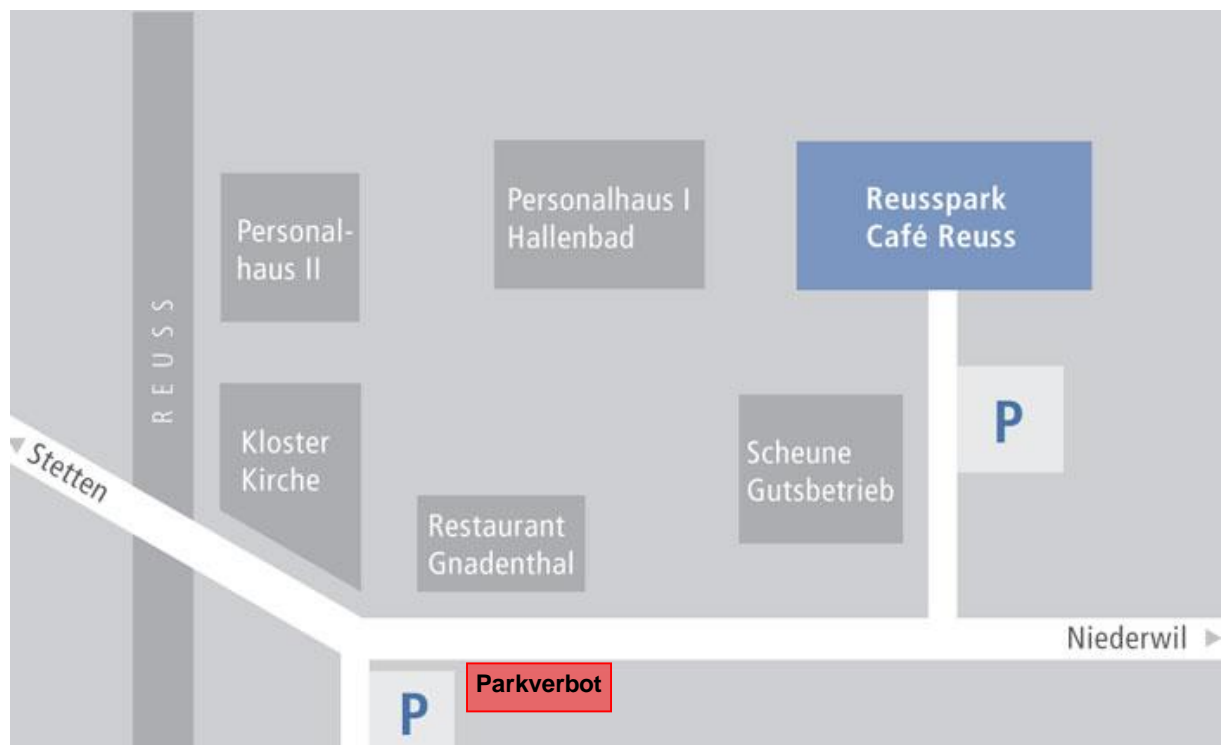 Personalhaus I
Hallenbad
Reusspark
Café Reuss
Personal-
haus II
REUSS
Kloster
Kirche
Stetten
Restaurant
Gnadenthal
Scheune
Gutsbetrieb
P
Niederwil
P
Parkverbot